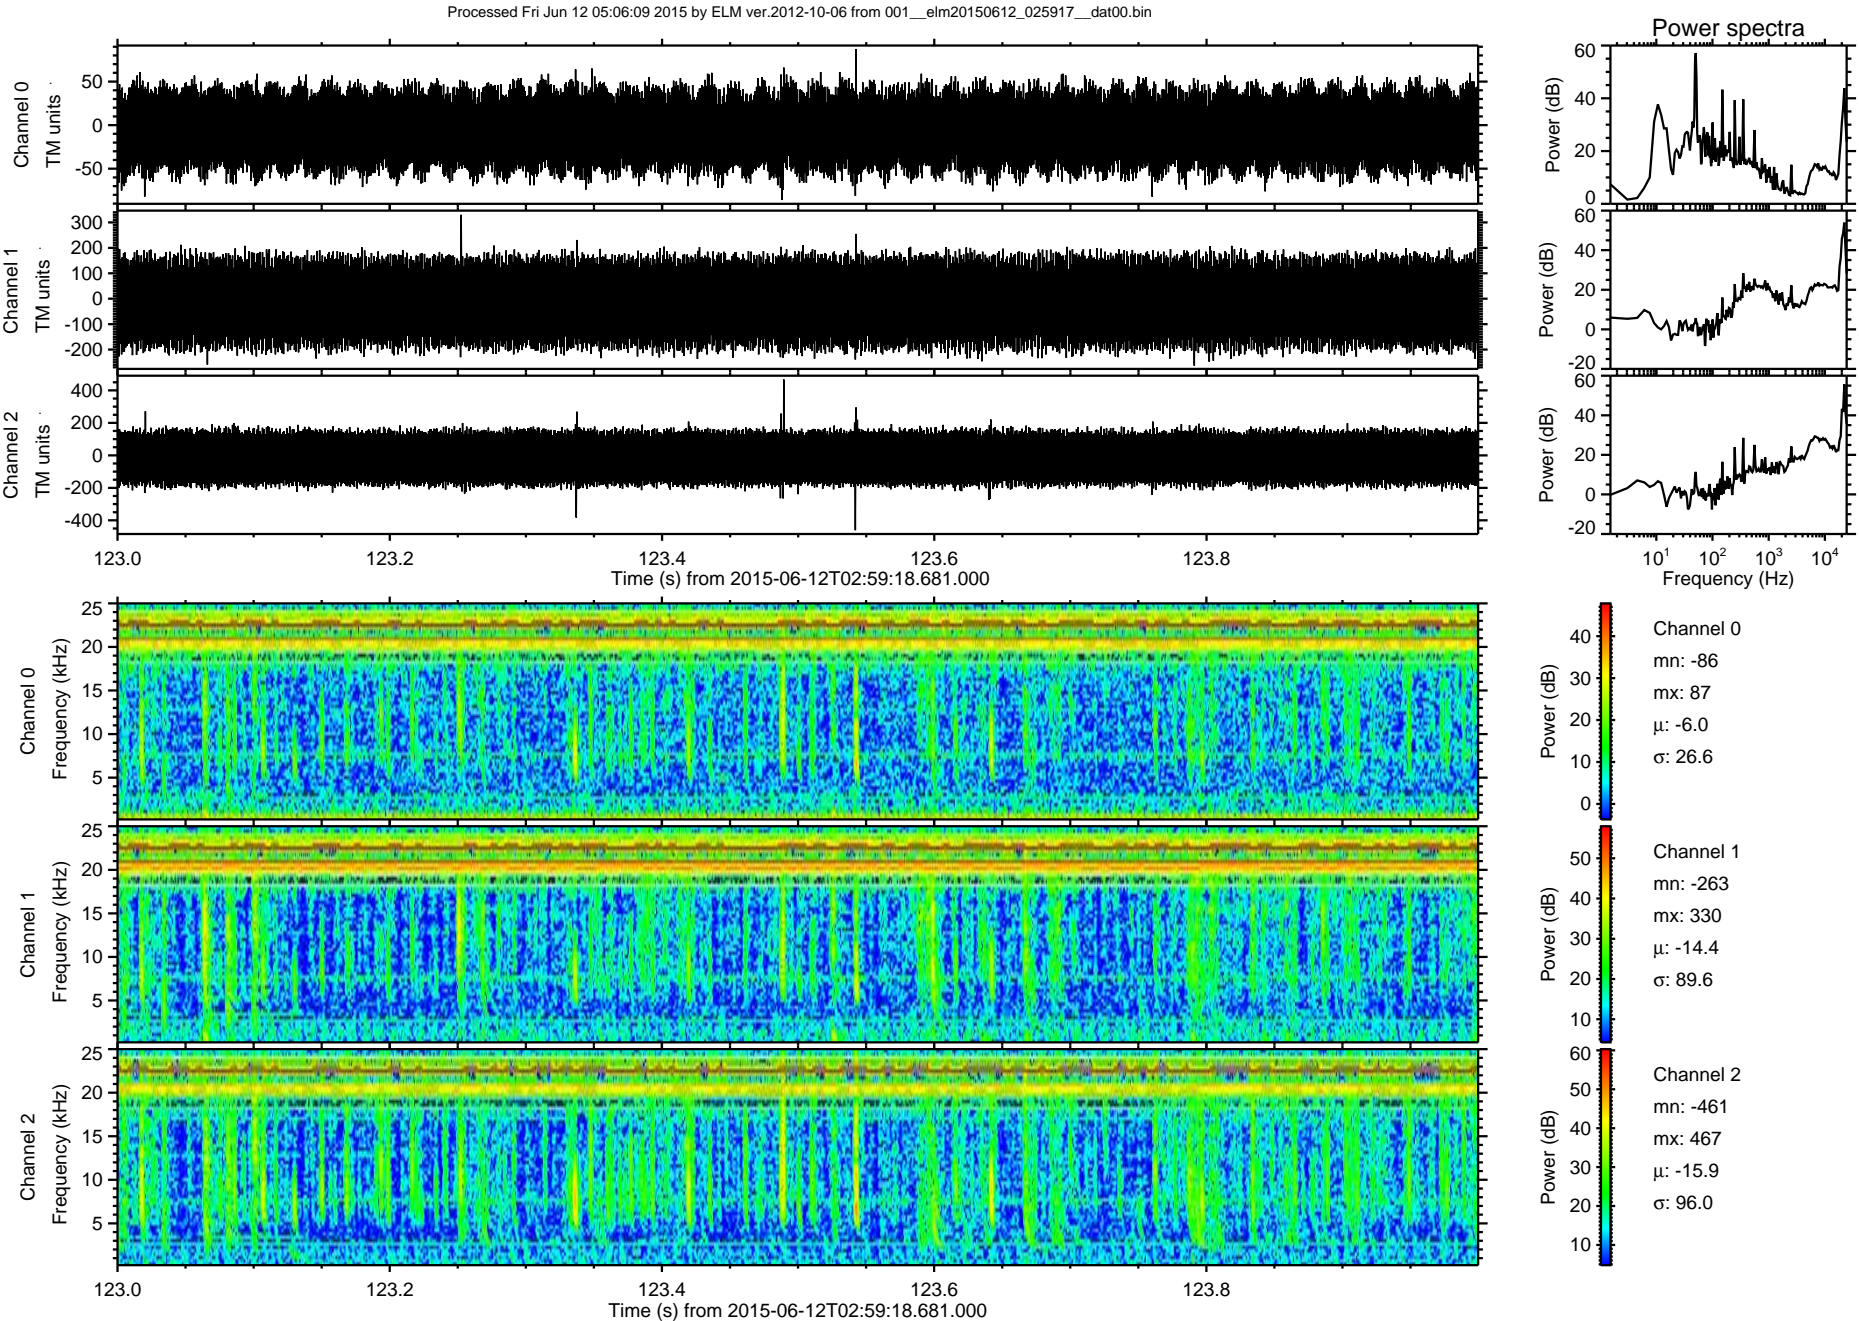 Processed Fri Jun 12 05:06:09 2015 by ELM ver.2012-10-06 from 001__elm20150612_025917__dat00.bin
Power spectra
Channel 0
TM units
50
0
-50
Power (dB)
60
40
20
0
Channel 1
TM units
300
200
100
0
-100
-200
Power (dB)
60
40
20
0
-20
Channel 2
TM units
400
200
0
-200
-400
Power (dB)
60
40
20
0
-20
123.0 123.2 123.4 123.6 123.8
Time (s) from 2015-06-12T02:59:18.681.000
10^1 10^2 10^3 10^4
Frequency (Hz)
Channel 0
Frequency (kHz)
25
20
15
10
5
Power (dB)
40
30
20
10
0
Channel 0
mn: -86
mx: 87
µ: -6.0
σ: 26.6
Channel 1
Frequency (kHz)
25
20
15
10
5
Power (dB)
50
40
30
20
10
Channel 1
mn: -263
mx: 330
µ: -14.4
σ: 89.6
Channel 2
Frequency (kHz)
25
20
15
10
5
Power (dB)
60
50
40
30
20
10
Channel 2
mn: -461
mx: 467
µ: -15.9
σ: 96.0
123.0 123.2 123.4 123.6 123.8
Time (s) from 2015-06-12T02:59:18.681.000